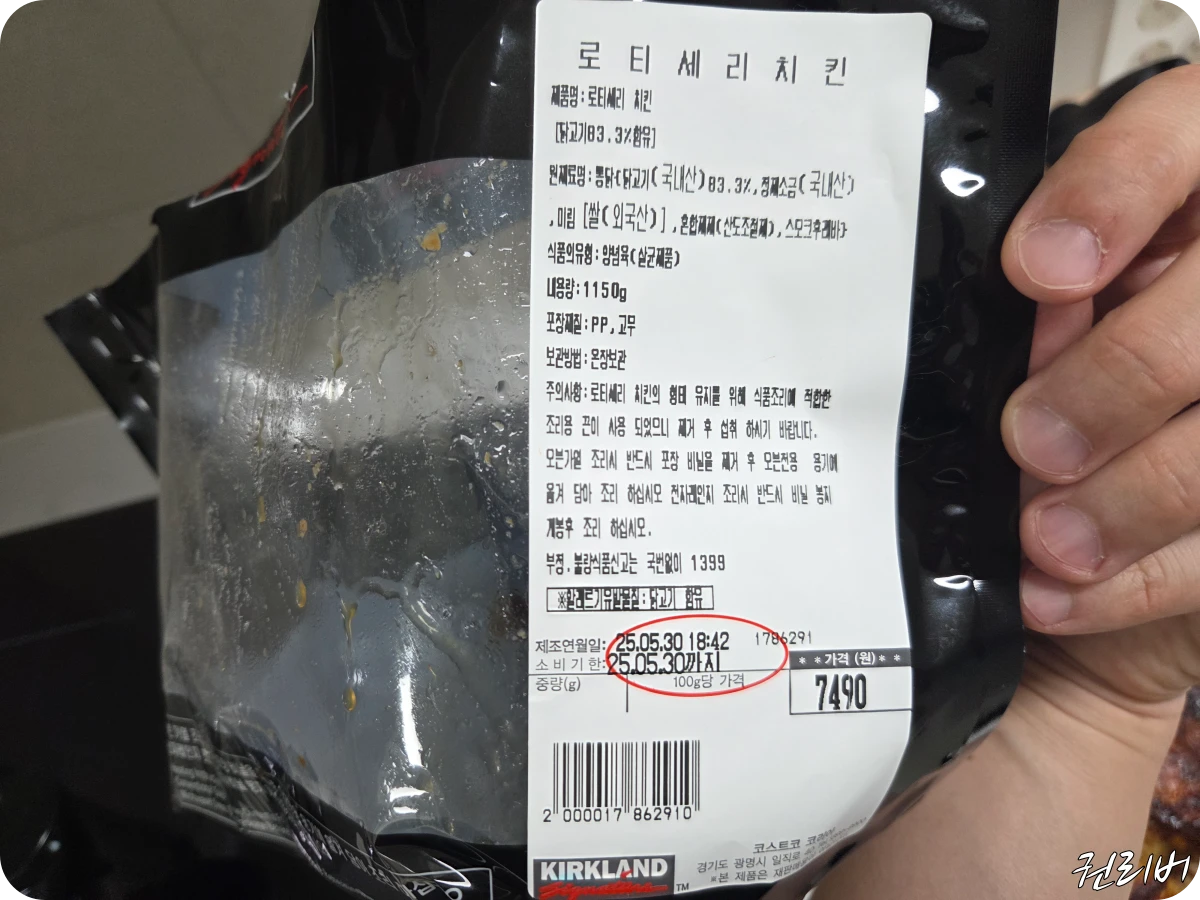 로티세리치킨
제품명:로티세리 치킨
[닭고기83.3%함유]
원재료명:통닭(닭고기(국내산)83.3%,정제소금(국내산)
,미림[쌀(외국산)],혼합제제(산도조절제),스모크후레바)
식품의유형:양념육(살균제품)
내용량:1150g
포장재질:PP,고무
보관방법:온장보관
주의사항:로티세리 치킨의 형태 유지를 위해 식품조리에 적합한
조리용 끈이 사용 되었으니 제거 후 섭취 하시기 바랍니다.
오븐가열 조리시 반드시 포장 비닐을 제거 후 오븐전용 용기에
옮겨 담아 조리 하십시오 전자레인지 조리시 반드시 비닐 봉지
개봉후 조리 하십시오.
부정.불량식품신고는 국번없이 1399
※알레르기유발물질:닭고기 함유
제조연월일: 25.05.30 18:42 1786291
소비기한: 25.05.30까지
중량(g) 100g당 가격
**가격 (원)**
7490
2 000017 862910
코스트코 코리아
경기도 광명시 일직로
*본 제품은
KIRKLAND
Signature TM
권리버